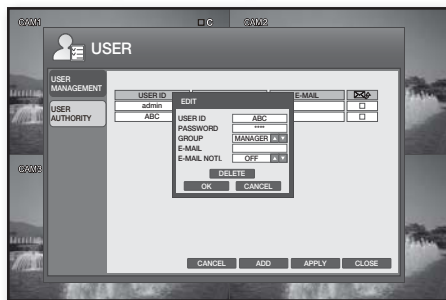 CAM1
C
CAM2
USER
USER MANAGEMENT
USER AUTHORITY
USER ID
E-MAIL
admin
ABC
EDIT
USER ID ABC
PASSWORD ****
GROUP MANAGER
E-MAIL
E-MAIL NOTI. OFF
DELETE
OK CANCEL
CAM3
CANCEL ADD APPLY CLOSE